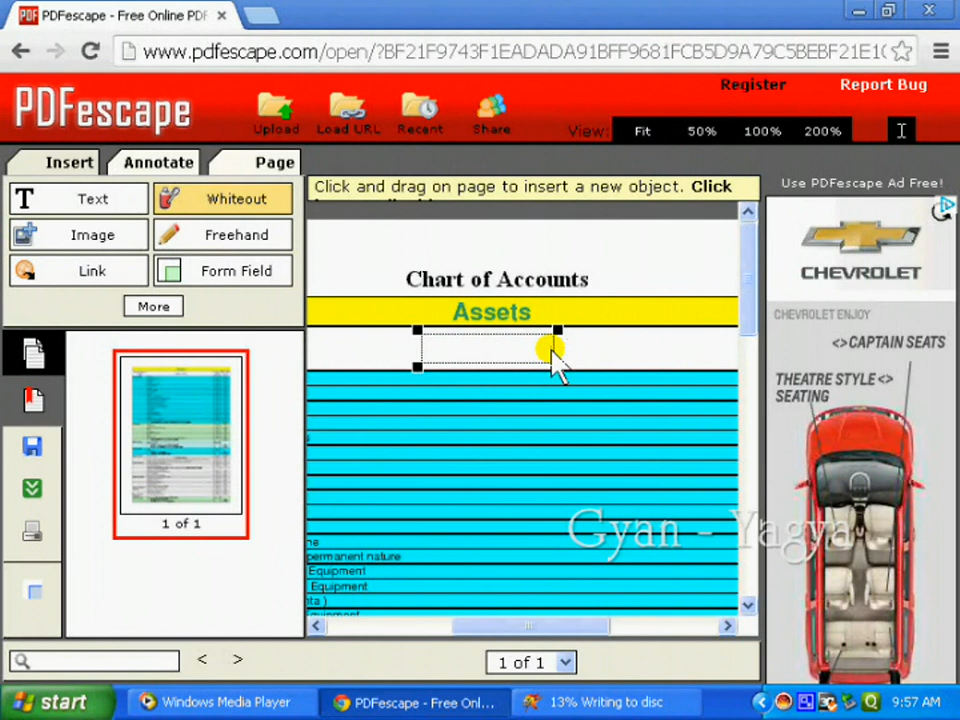 PDFescape - Free Online PDF
www.pdfescape.com/open/?BF21F9743F1EADADA91BFF9681FCB5D9A79C5BEBF21E1
PDFescape
Upload
Load URL
Recent
Share
Register
Report Bug
View:
Fit
50%
100%
200%
Insert
Annotate
Page
Text
Whiteout
Image
Freehand
Link
Form Field
More
Click and drag on page to insert a new object. Click
Chart of Accounts
Assets
permanent nature
Equipment
Equipment
1 of 1
Use PDFescape Ad Free!
CHEVROLET
CHEVROLET ENJOY
<>CAPTAIN SEATS
THEATRE STYLE<>
SEATING
Gyan - Yagya
< >
1 of 1
start
Windows Media Player
PDFescape - Free Onl...
13% Writing to disc
9:57 AM